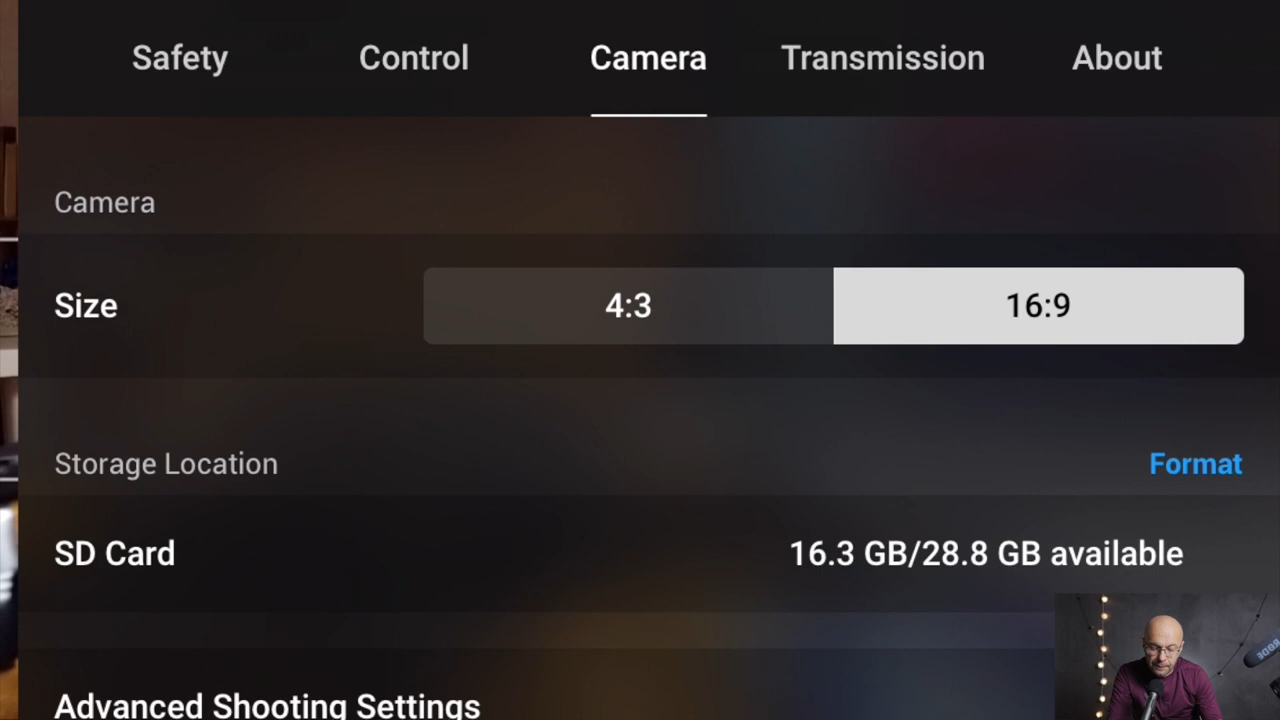 Safety Control Camera Transmission About
Camera
Size 4:3 16:9
Storage Location Format
SD Card 16.3 GB/28.8 GB available
Advanced Shooting Settings
RODE